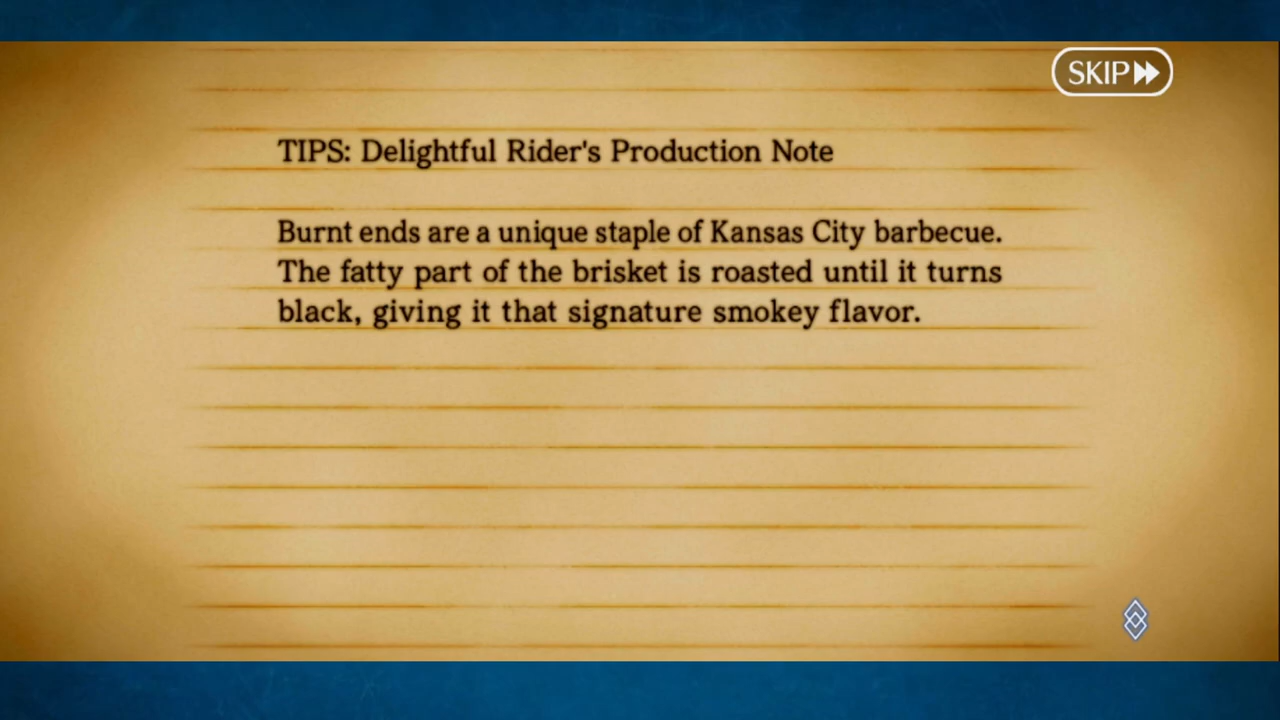 SKIP
TIPS: Delightful Rider's Production Note
Burnt ends are a unique staple of Kansas City barbecue.
The fatty part of the brisket is roasted until it turns
black, giving it that signature smokey flavor.